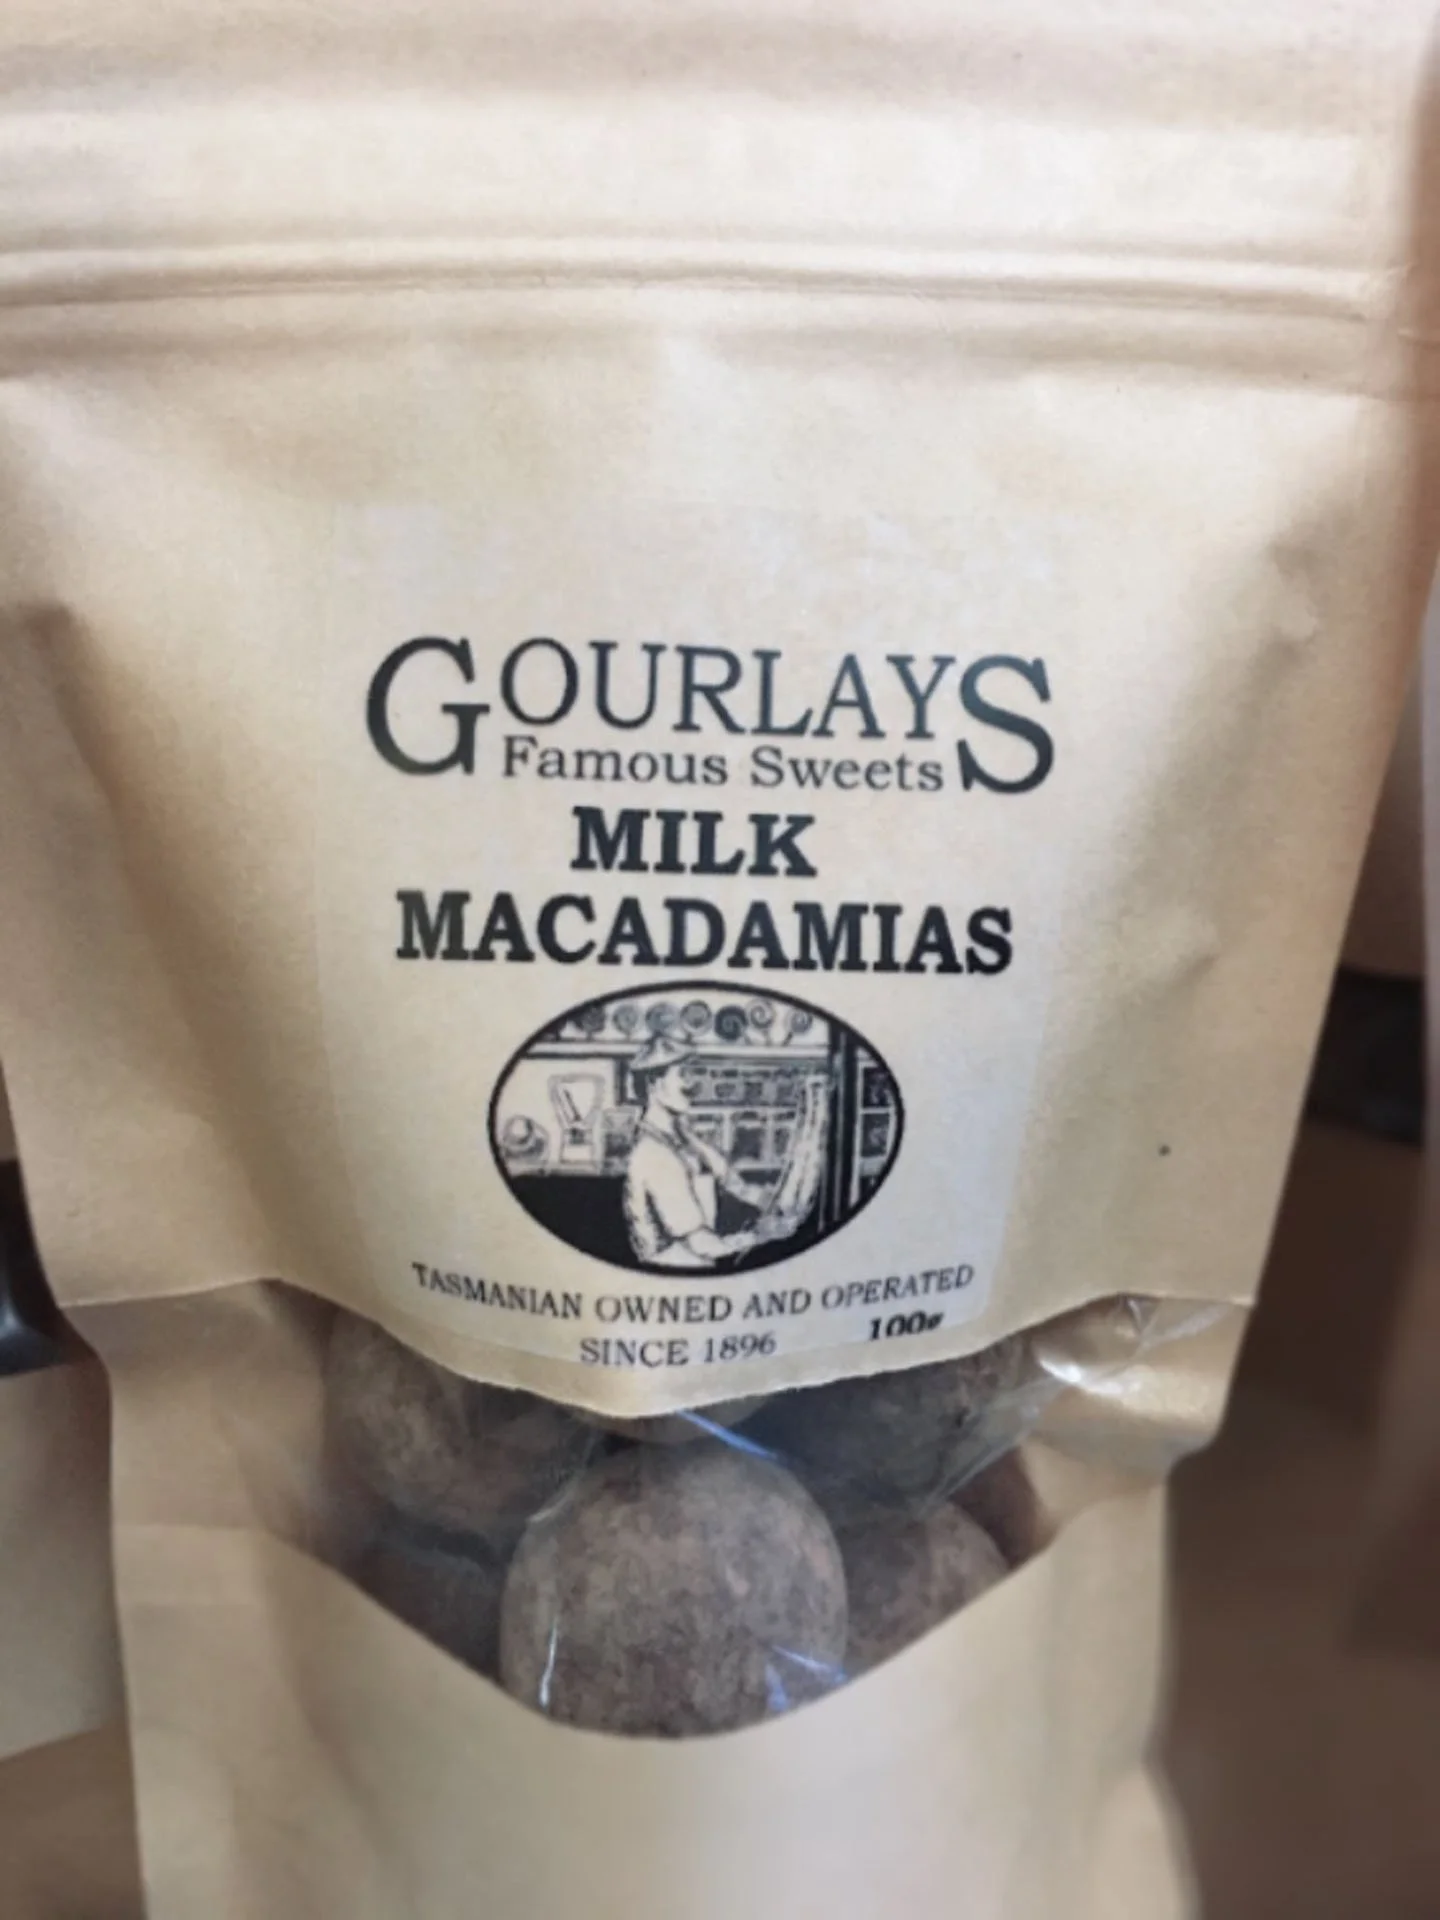 GOURLAYS
Famous Sweets
MILK
MACADAMIAS
TASMANIAN OWNED AND OPERATED
SINCE 1896
100g